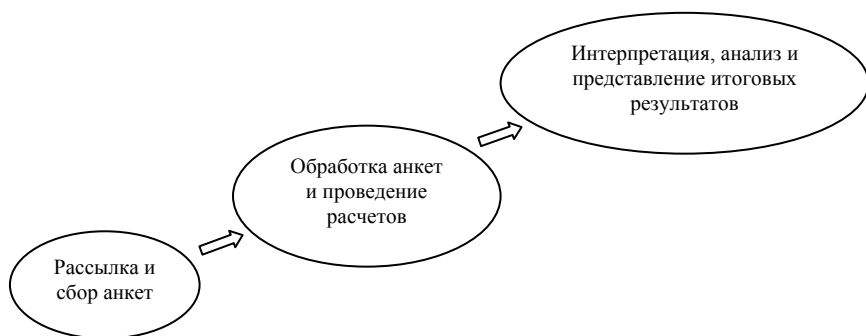 Интерпретация, анализ и
представление итоговых
результатов
Обработка анкет
и проведение
расчетов
Рассылка и
сбор анкет